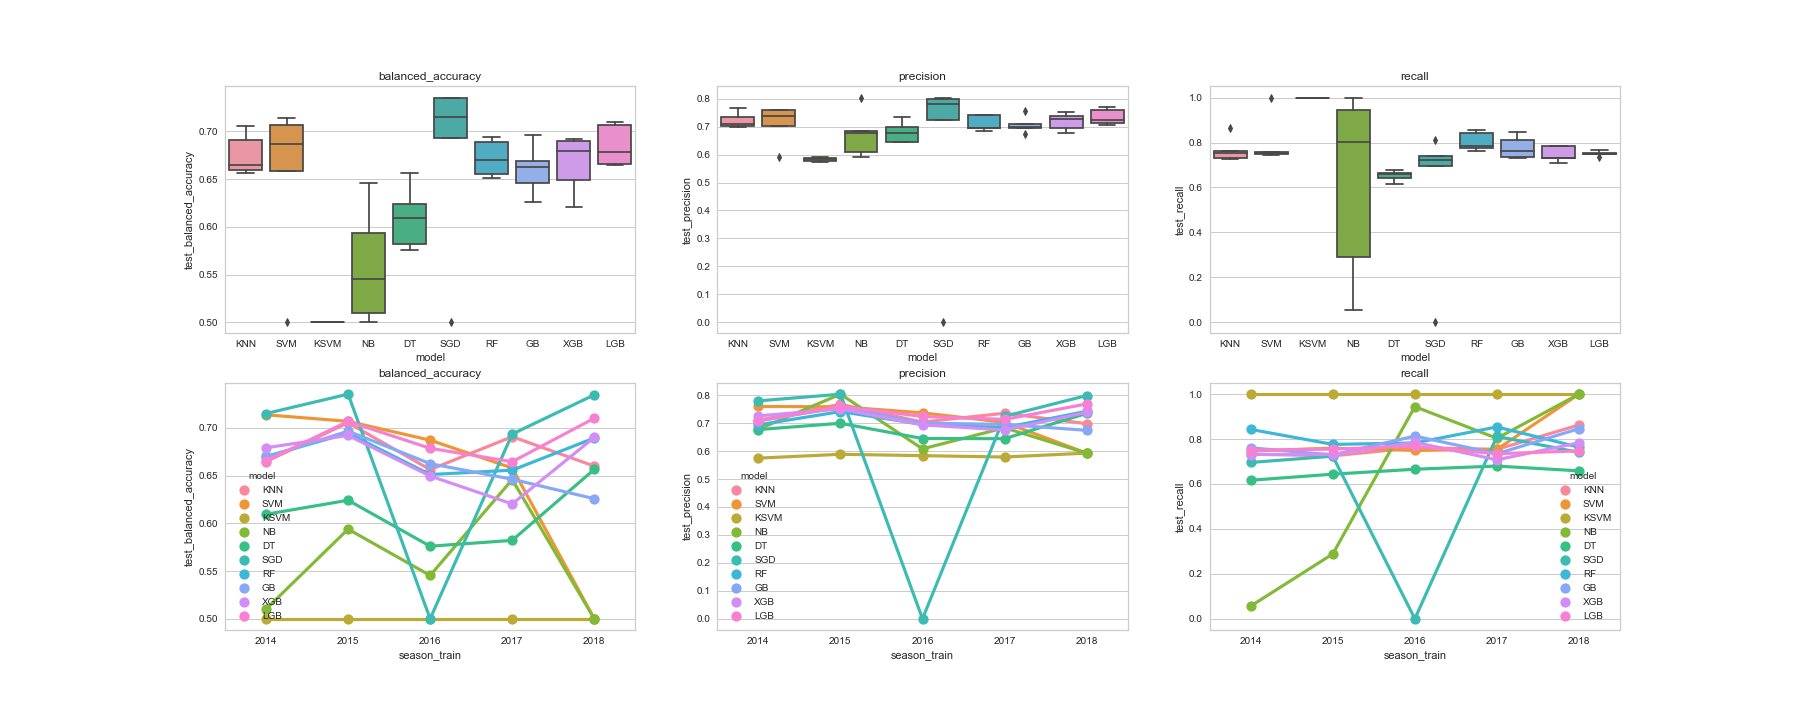 balanced_accuracy
test_balanced_accuracy
0.70
0.65
0.60
0.55
0.50
KNN SVM KSVM NB DT SGD RF GB XGB LGB
model
precision
test_precision
0.8
0.7
0.6
0.5
0.4
0.3
0.2
0.1
0.0
KNN SVM KSVM NB DT SGD RF GB XGB LGB
model
recall
test_recall
1.0
0.8
0.6
0.4
0.2
0.0
KNN SVM KSVM NB DT SGD RF GB XGB LGB
model
balanced_accuracy
test_balanced_accuracy
0.70
0.65
0.60
0.55
0.50
model
KNN
SVM
KSVM
NB
DT
SGD
RF
GB
XGB
LGB
2014 2015 2016 2017 2018
season_train
precision
test_precision
0.8
0.7
0.6
0.5
0.4
0.3
0.2
0.1
0.0
model
KNN
SVM
KSVM
NB
DT
SGD
RF
GB
XGB
LGB
2014 2015 2016 2017 2018
season_train
recall
test_recall
1.0
0.8
0.6
0.4
0.2
0.0
model
KNN
SVM
KSVM
NB
DT
SGD
RF
GB
XGB
LGB
2014 2015 2016 2017 2018
season_train